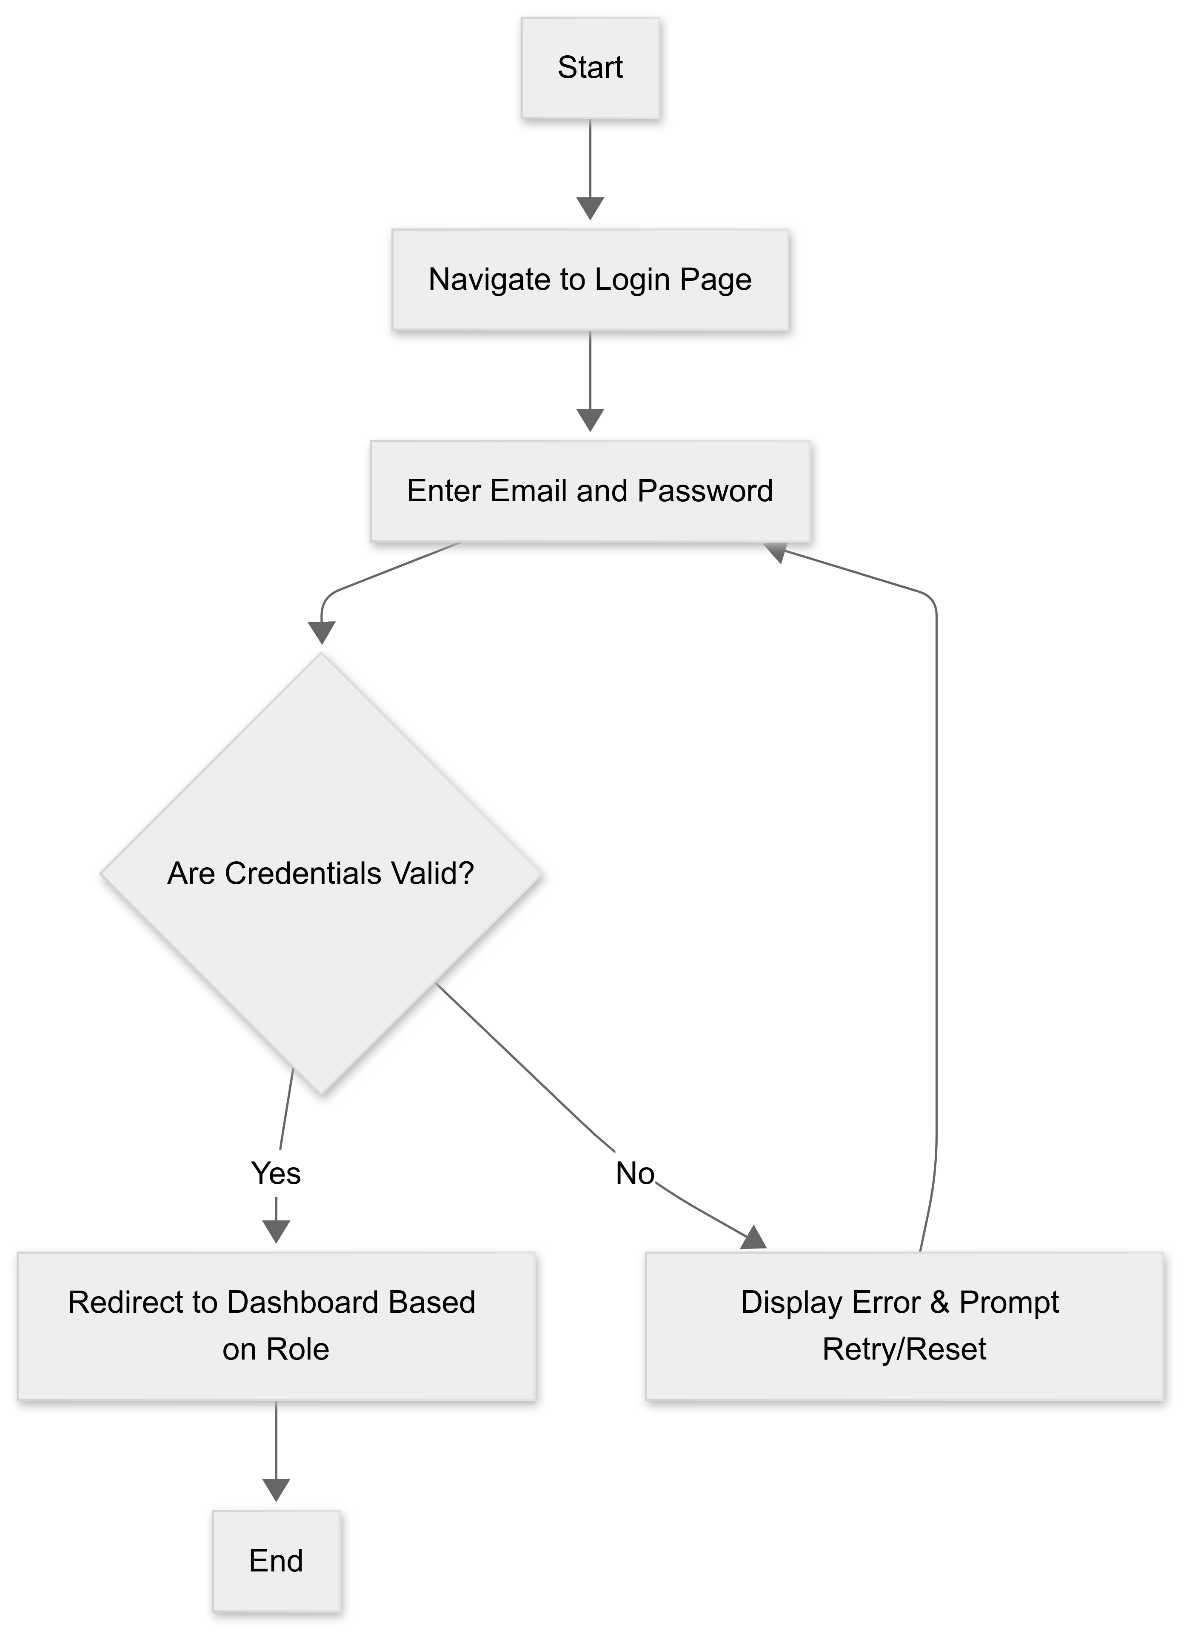 Start
Navigate to Login Page
Enter Email and Password
Are Credentials Valid?
Yes
No
Redirect to Dashboard Based
on Role
Display Error & Prompt
Retry/Reset
End